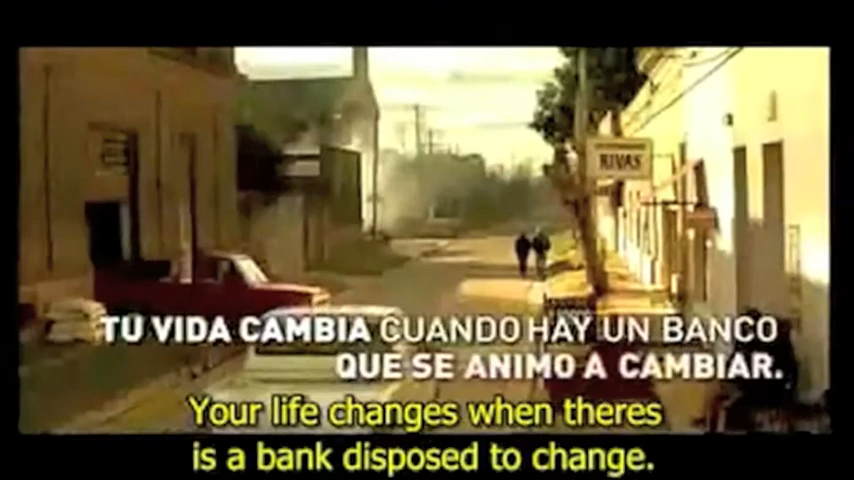 RIVAS
TU VIDA CAMBIA CUANDO HAY UN BANCO
QUE SE ANIMO A CAMBIAR.
Your life changes when theres
is a bank disposed to change.